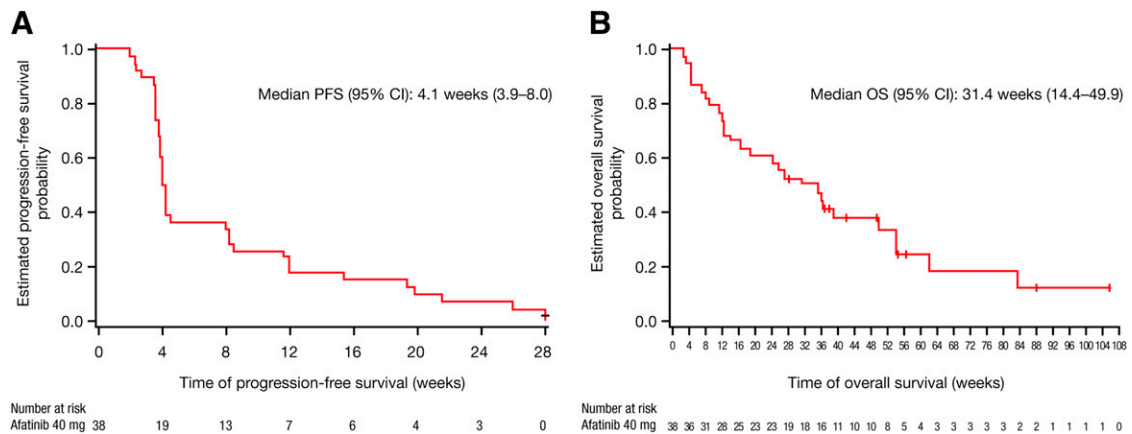 A
Estimated progression-free survival
probability
1.0
0.8
0.6
0.4
0.2
0.0
Median PFS (95% CI): 4.1 weeks (3.9–8.0)
0 4 8 12 16 20 24 28
Time of progression-free survival (weeks)
Number at risk
Afatinib 40 mg 38 19 13 7 6 4 3 0
B
Estimated overall survival
probability
1.0
0.8
0.6
0.4
0.2
0.0
Median OS (95% CI): 31.4 weeks (14.4–49.9)
0 4 8 12 16 20 24 28 32 36 40 44 48 52 56 60 64 68 72 76 80 84 88 92 96 100 104 108
Time of overall survival (weeks)
Number at risk
Afatinib 40 mg 38 36 31 28 25 23 23 19 18 16 11 10 10 8 5 4 3 3 3 3 3 2 2 1 1 1 1 0